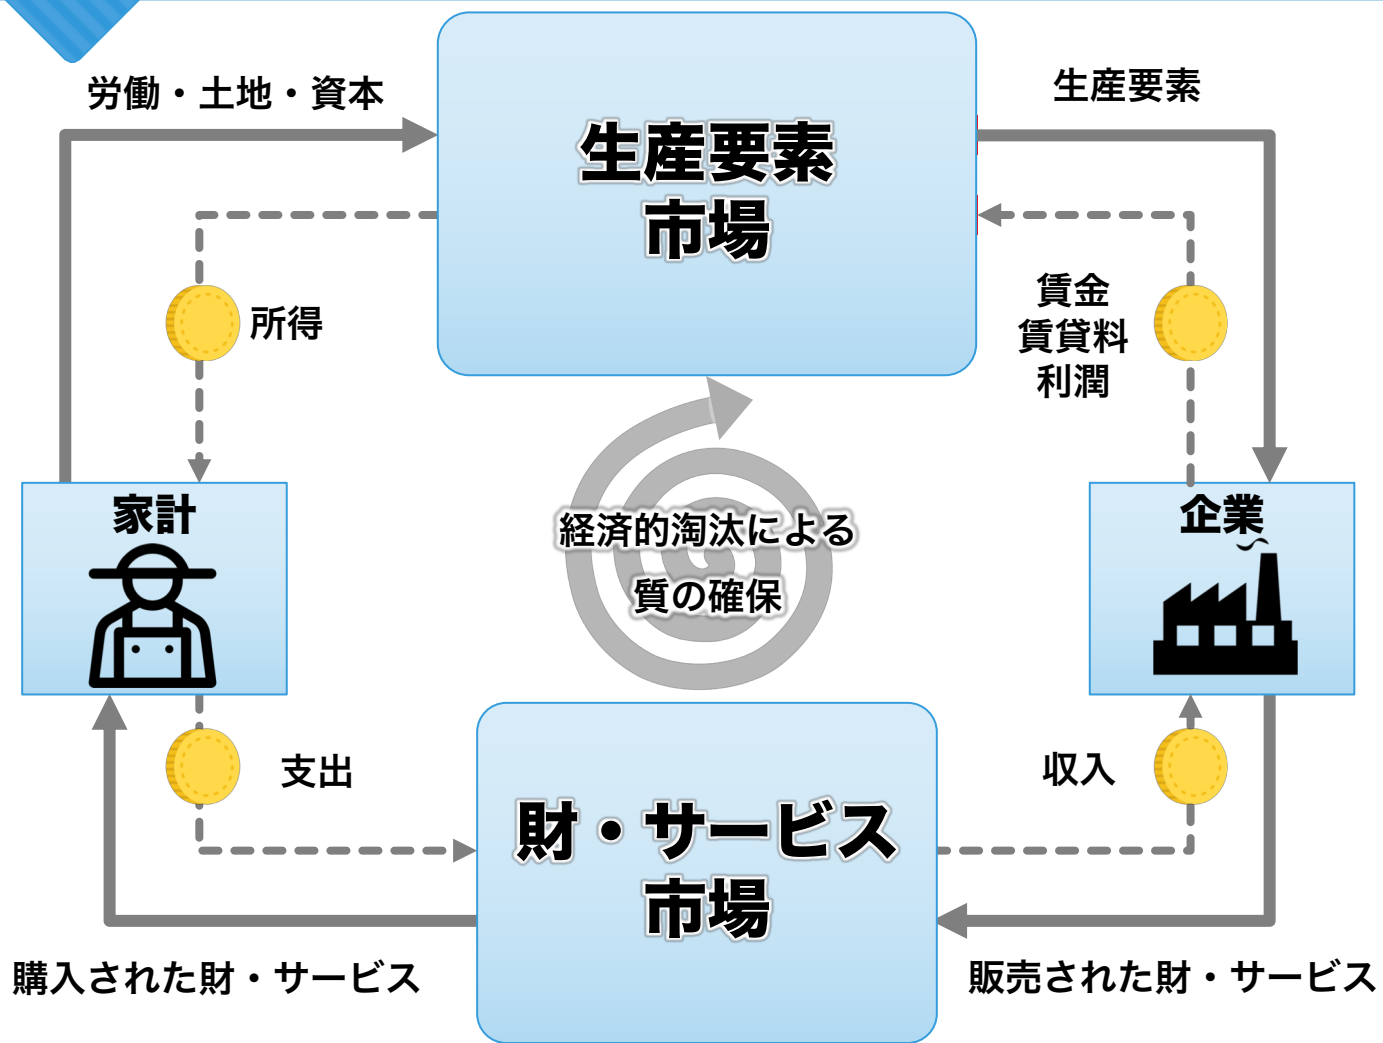 労働・土地・資本
生産要素
生産要素
市場
所得
賃金
賃貸料
利潤
家計
経済的淘汰による
質の確保
企業
支出
収入
財・サービス
市場
購入された財・サービス
販売された財・サービス